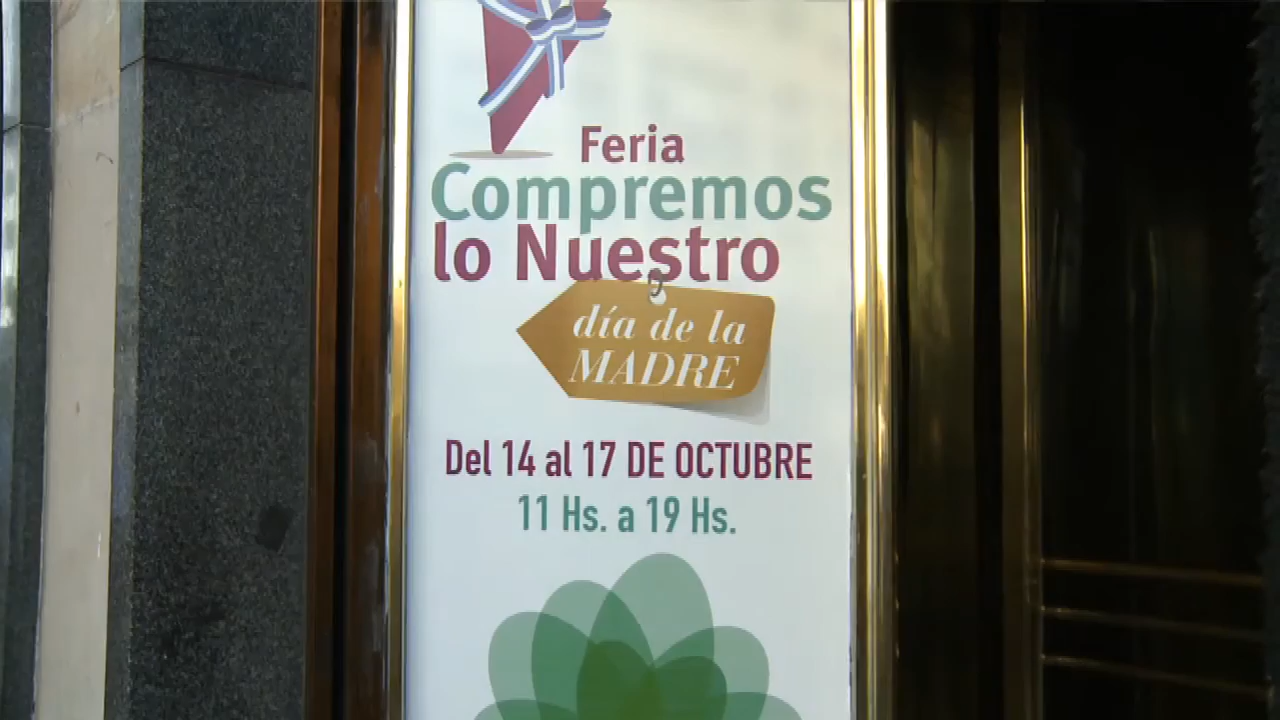 Feria
Compremos
lo Nuestro
día de la
MADRE
Del 14 al 17 DE OCTUBRE
11 Hs. a 19 Hs.